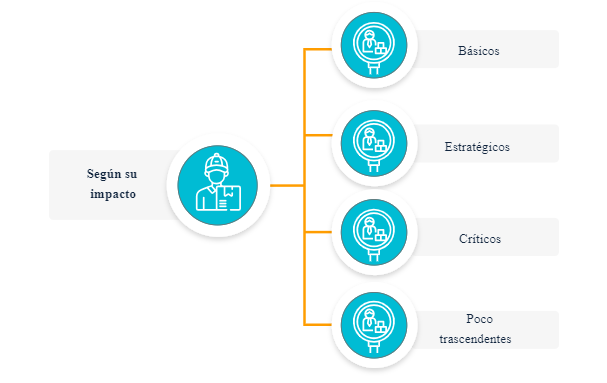 Según su
impacto
Básicos
Estratégicos
Críticos
Poco
trascendentes